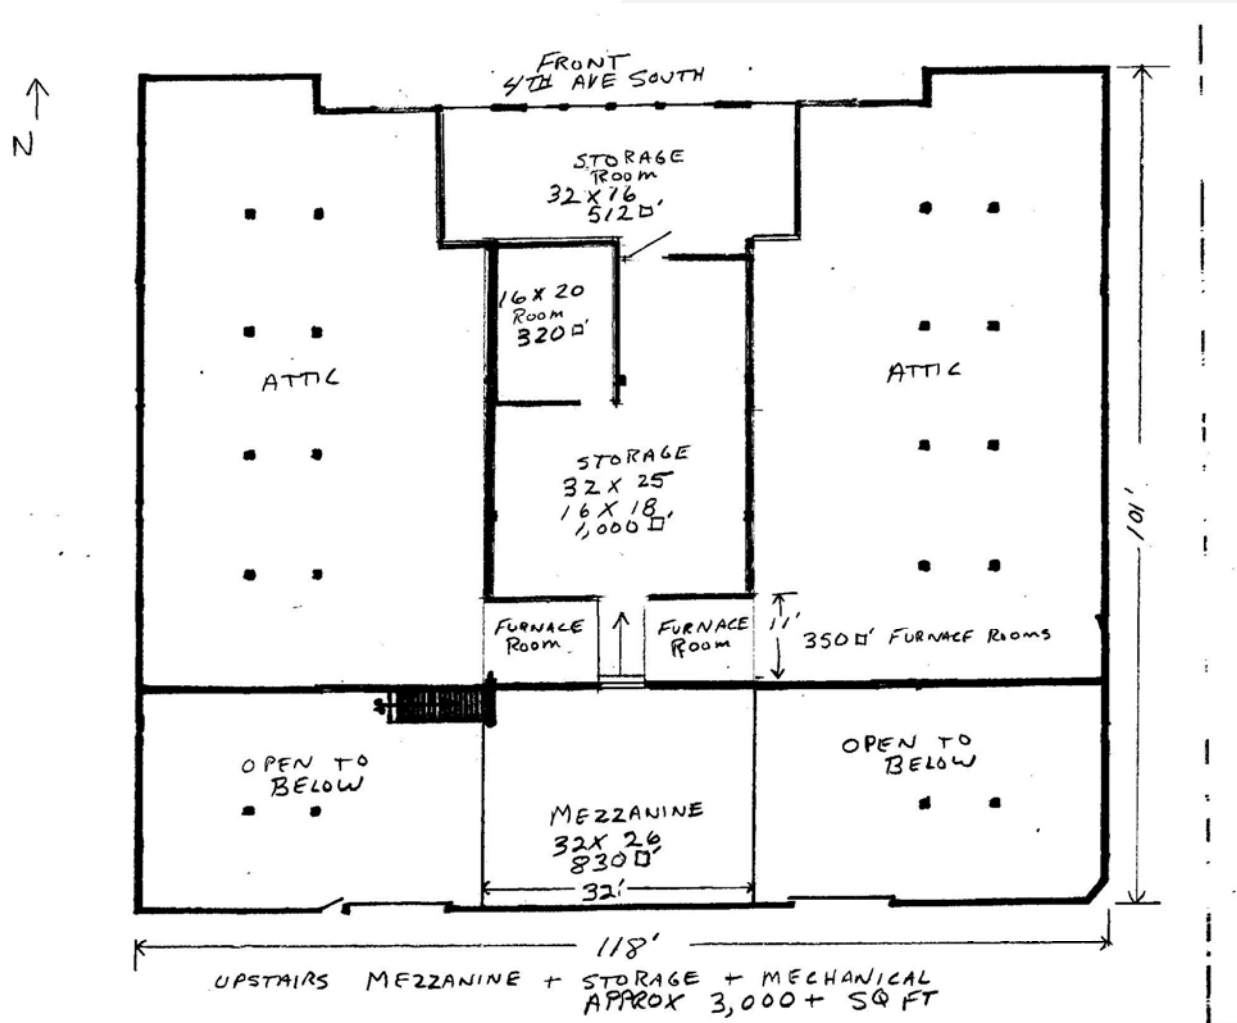 FRONT
4TH AVE SOUTH
N
STORAGE
ROOM
32 X 16
512 □'
16 X 20
ROOM
320 □'
ATTIC
ATTIC
STORAGE
32 X 25
16 X 18
1,000 □'
101'
FURNACE
ROOM
FURNACE
ROOM
11'
350 □' FURNACE ROOMS
OPEN TO
BELOW
OPEN TO
BELOW
MEZZANINE
32 X 26
830 □'
32'
118'
UPSTAIRS MEZZANINE + STORAGE + MECHANICAL
APPROX 3,000 + SQ FT